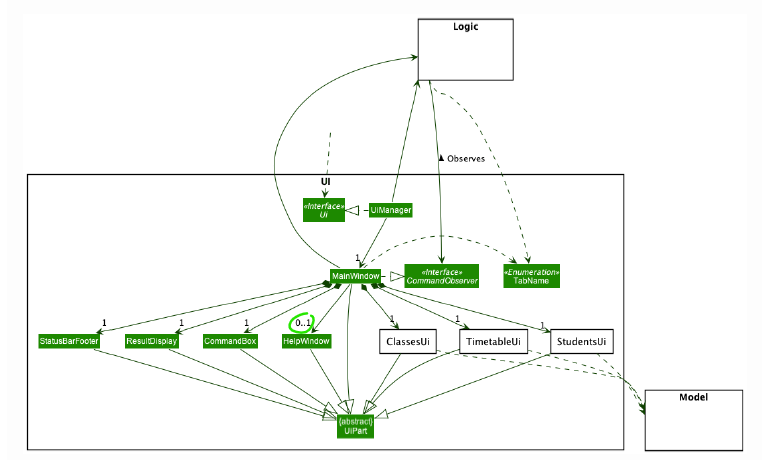 Logic
Observes
UI
«Interface»
Ui
UiManager
1
MainWindow
«Interface»
CommandObserver
«Enumeration»
TabName
1
1
1
0..1
1
1
1
StatusBarFooter
ResultDisplay
CommandBox
HelpWindow
ClassesUi
TimetableUi
StudentsUi
Model
{abstract}
UiPart